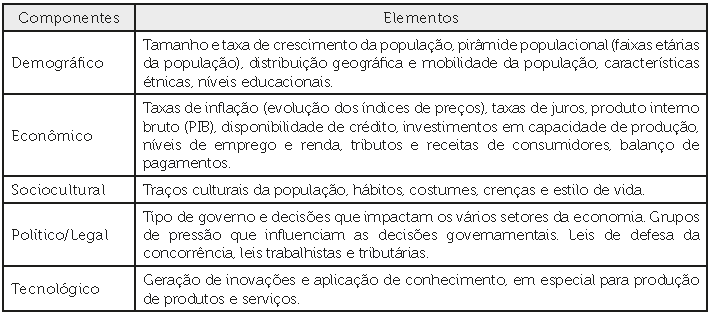 Componentes Elementos
Demográfico
Tamanho e taxa de crescimento da população, pirâmide populacional (faixas etárias
da população), distribuição geográfica e mobilidade da população, características
étnicas, níveis educacionais.
Econômico
Taxas de inflação (evolução dos índices de preços), taxas de juros, produto interno
bruto (PIB), disponibilidade de crédito, investimentos em capacidade de produção,
níveis de emprego e renda, tributos e receitas de consumidores, balanço de
pagamentos.
Sociocultural Traços culturais da população, hábitos, costumes, crenças e estilo de vida.
Político/Legal
Tipo de governo e decisões que impactam os vários setores da economia. Grupos
de pressão que influenciam as decisões governamentais. Leis de defesa da
concorrência, leis trabalhistas e tributárias.
Tecnológico
Geração de inovações e aplicação de conhecimento, em especial para produção
de produtos e serviços.